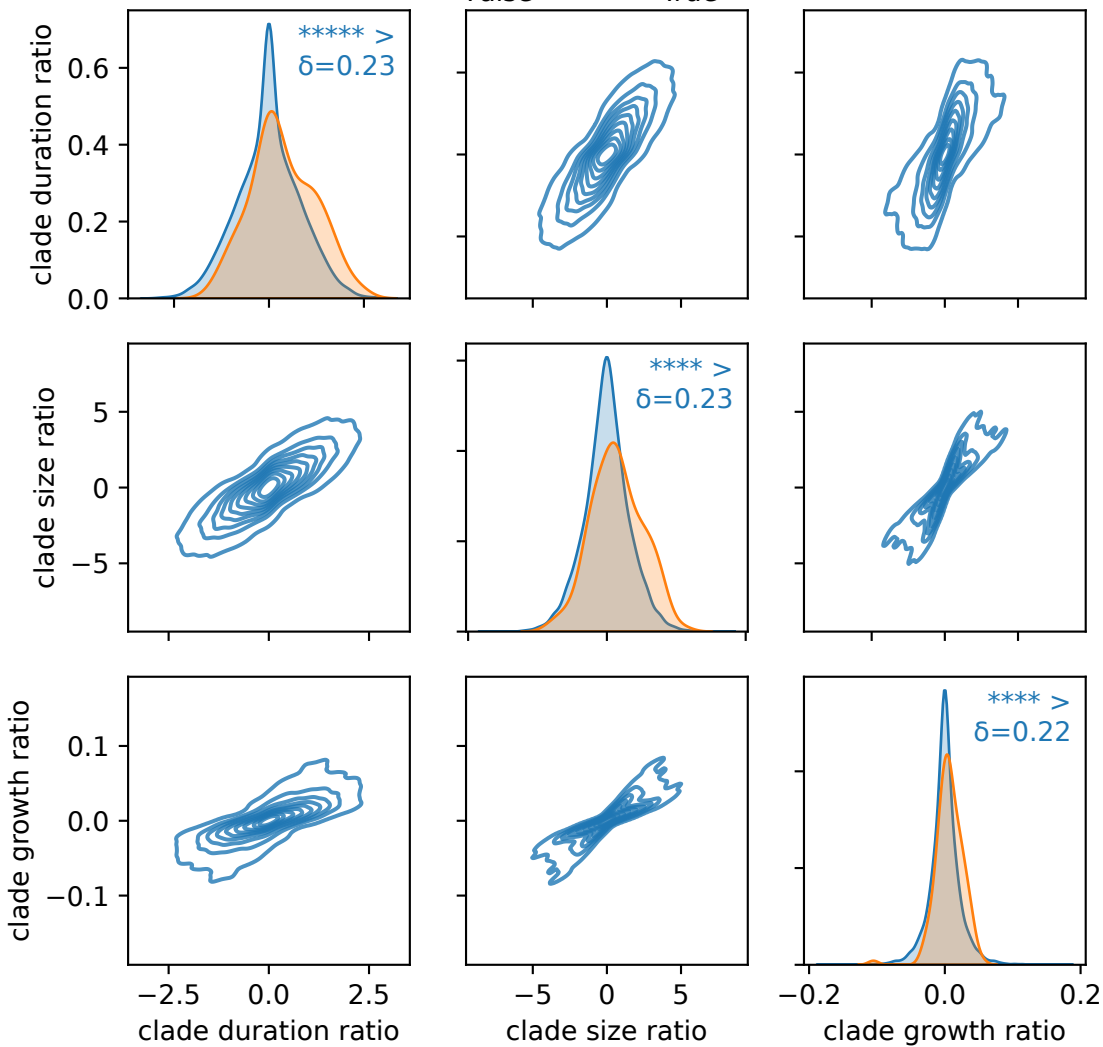 clade duration ratio
0.6
0.4
0.2
0.0
***** >
δ=0.23
clade size ratio
5
0
−5
**** >
δ=0.23
clade growth ratio
0.1
0.0
−0.1
**** >
δ=0.22
−2.5 0.0 2.5
−5 0 5
−0.2 0.0 0.2
clade duration ratio
clade size ratio
clade growth ratio